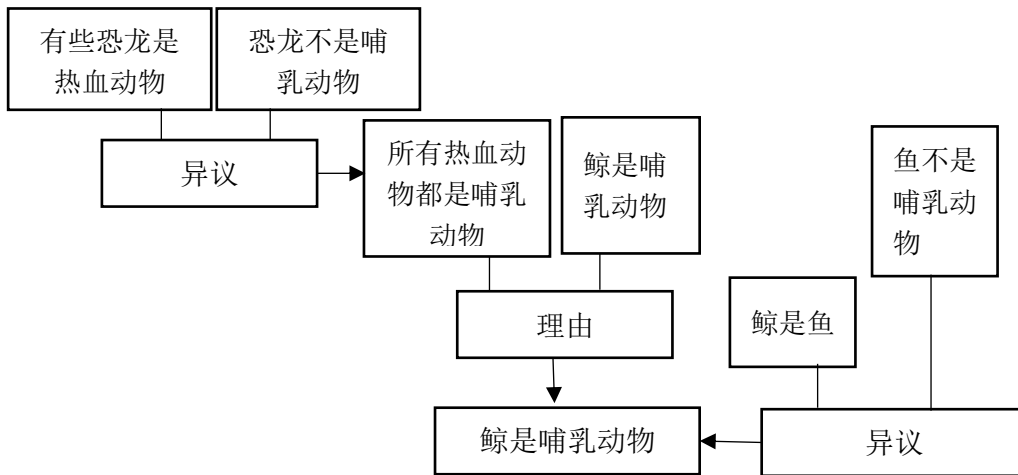 有些恐龙是
热血动物
恐龙不是哺
乳动物
异议
所有热血动
物都是哺乳
动物
鲸是哺
乳动物
鱼不是
哺乳动
物
理由
鲸是鱼
鲸是哺乳动物
异议